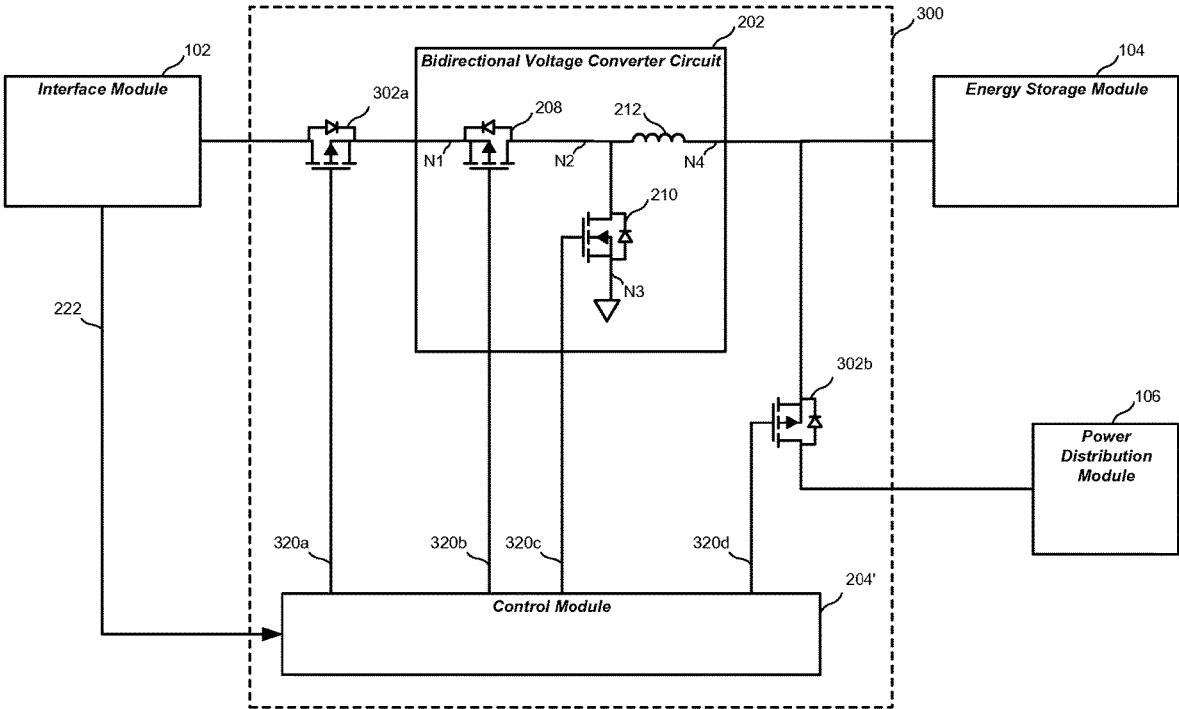 202
300
102
104
Bidirectional Voltage Converter Circuit
Interface Module
Energy Storage Module
302a
208
212
N1
N2
N4
210
N3
222
302b
106
Power
Distribution
Module
320a
320b
320c
320d
204'
Control Module